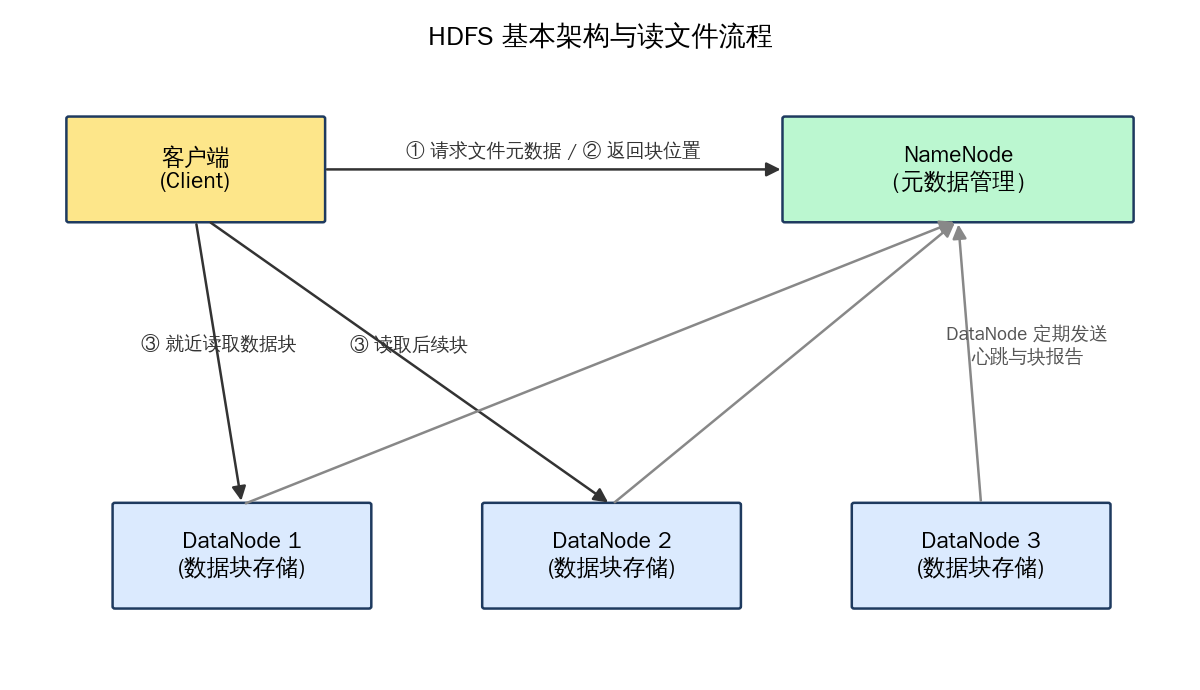 HDFS 基本架构与读文件流程
客户端
(Client)
① 请求文件元数据 / ② 返回块位置
NameNode
（元数据管理）
③ 就近读取数据块
③ 读取后续块
DataNode 定期发送
心跳与块报告
DataNode 1
(数据块存储)
DataNode 2
(数据块存储)
DataNode 3
(数据块存储)